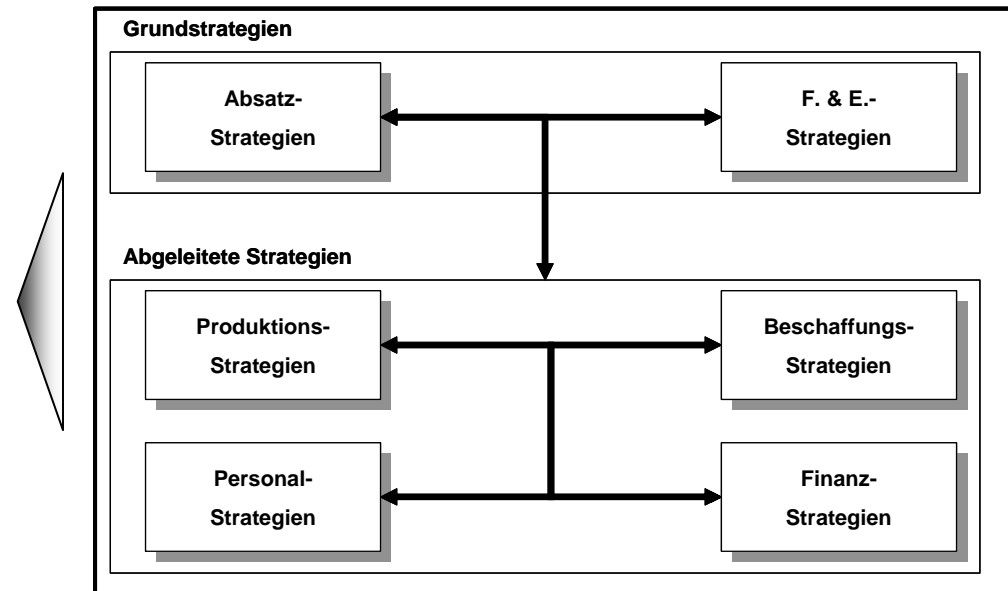 Grundstrategien
Absatz-
Strategien
F. & E.-
Strategien
Abgeleitete Strategien
Produktions-
Strategien
Beschaffungs-
Strategien
Personal-
Strategien
Finanz-
Strategien